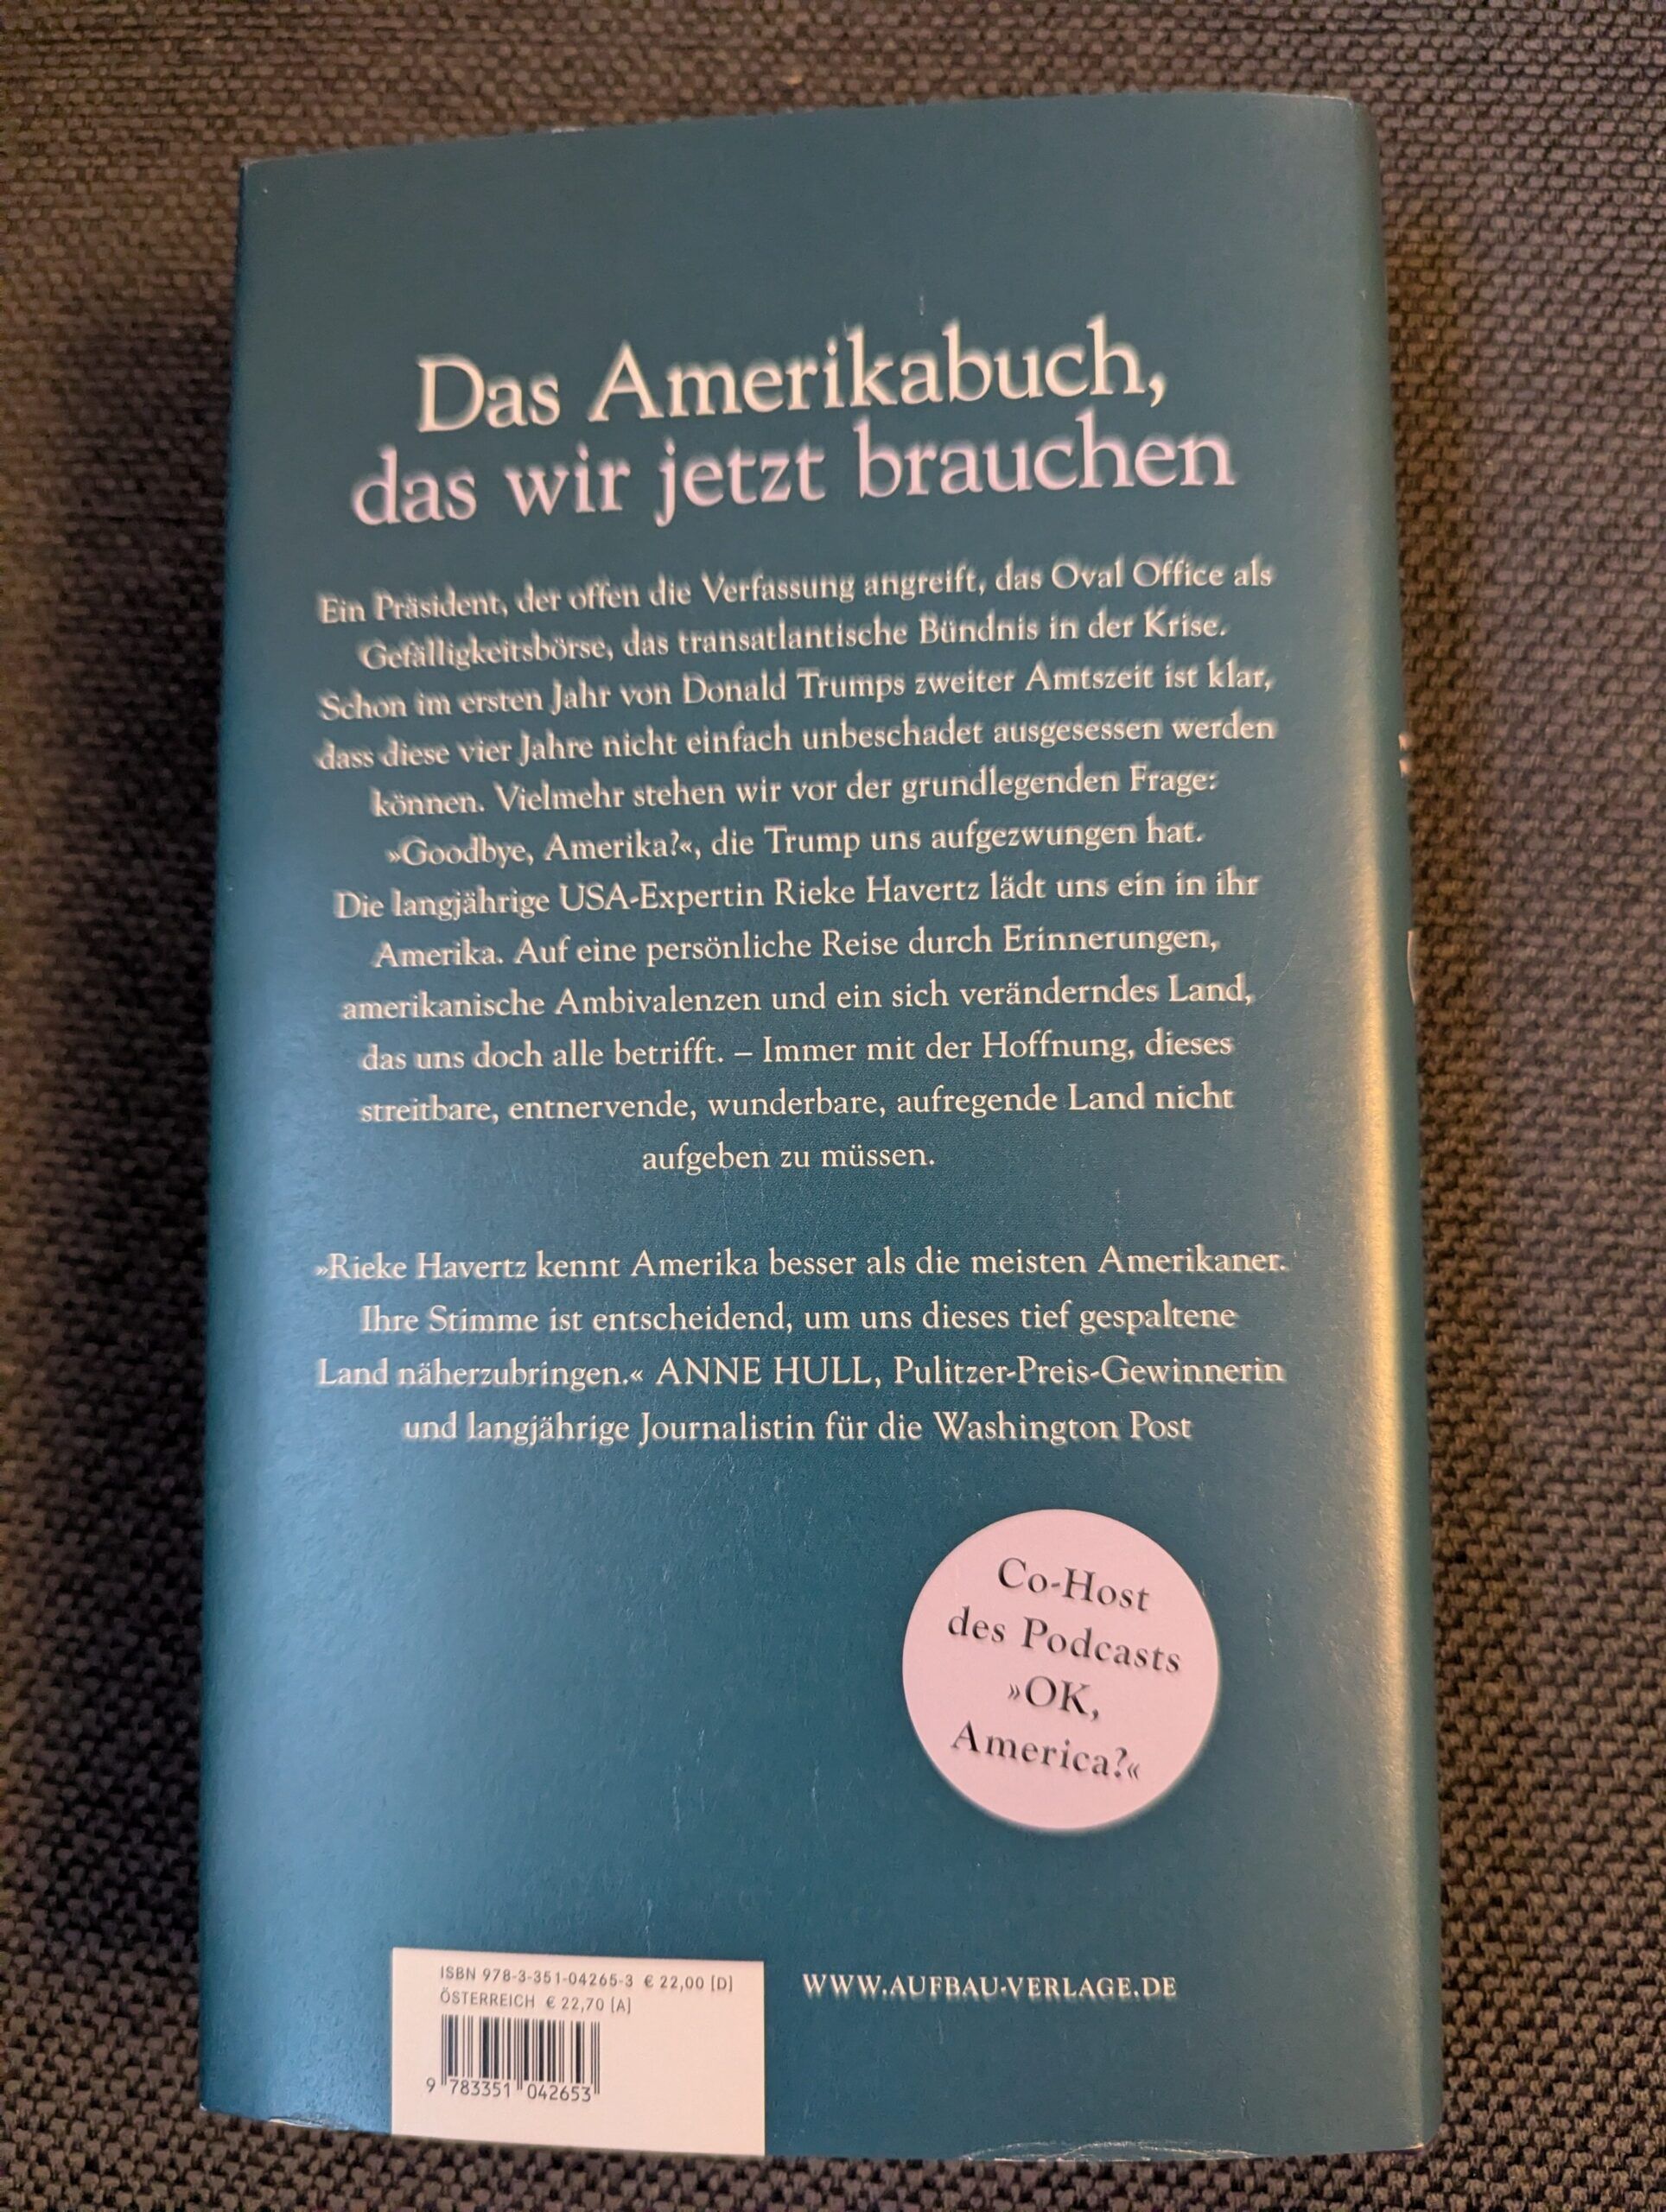 Das Amerikabuch,
das wir jetzt brauchen
Ein Präsident, der offen die Verfassung angreift, das Oval Office als
Gefälligkeitsbörse, das transatlantische Bündnis in der Krise.
Schon im ersten Jahr von Donald Trumps zweiter Amtszeit ist klar,
dass diese vier Jahre nicht einfach unbeschadet ausgesessen werden
können. Vielmehr stehen wir vor der grundlegenden Frage:
»Goodbye, Amerika?«, die Trump uns aufgezwungen hat.
Die langjährige USA-Expertin Rieke Havertz lädt uns ein in ihr
Amerika. Auf eine persönliche Reise durch Erinnerungen,
amerikanische Ambivalenzen und ein sich veränderndes Land,
das uns doch alle betrifft. – Immer mit der Hoffnung, dieses
streitbare, entnervende, wunderbare, aufregende Land nicht
aufgeben zu müssen.
»Rieke Havertz kennt Amerika besser als die meisten Amerikaner.
Ihre Stimme ist entscheidend, um uns dieses tief gespaltene
Land näherzubringen.« ANNE HULL, Pulitzer-Preis-Gewinnerin
und langjährige Journalistin für die Washington Post
Co-Host
des Podcasts
»OK,
America?«
ISBN 978-3-351-04265-3 € 22,00 [D]
ÖSTERREICH € 22,70 [A]
9 783351 042653
WWW.AUFBAU-VERLAGE.DE